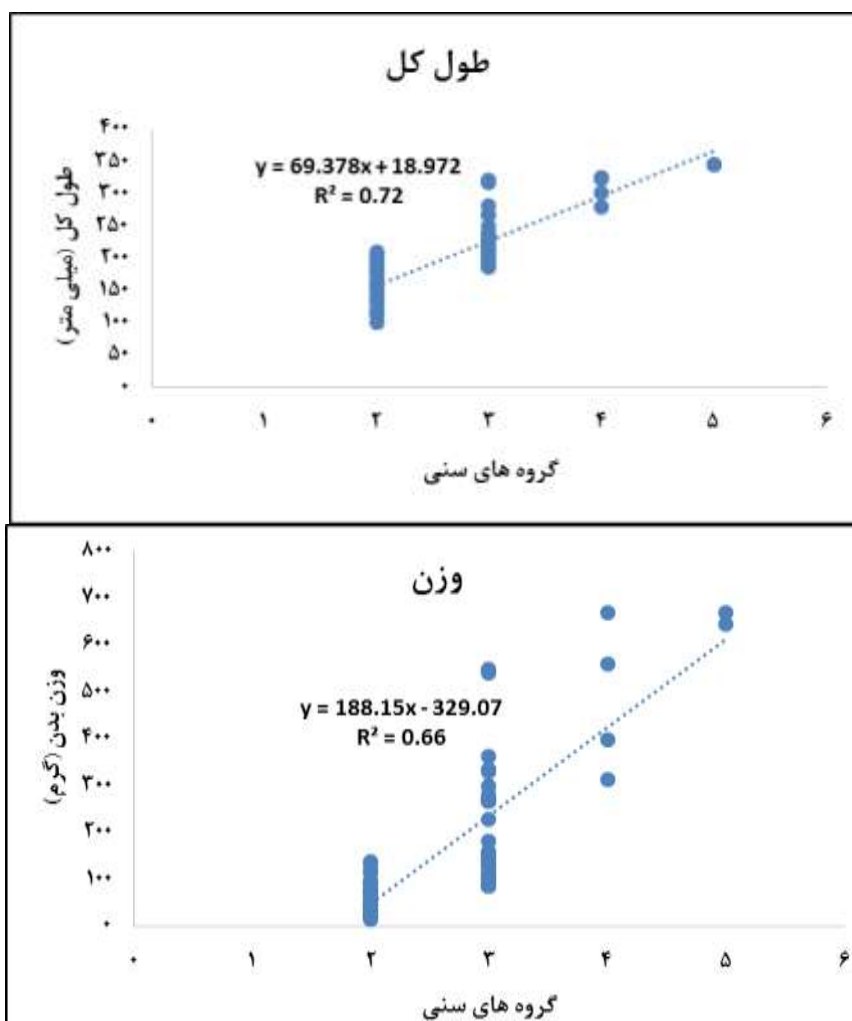 طول کل
۴۰۰
۳۵۰
۳۰۰
۲۵۰
۲۰۰
۱۵۰
۱۰۰
۵۰
۰
طول کل (میلی متر)
y = 69.378x + 18.972
R² = 0.72
۰ ۱ ۲ ۳ ۴ ۵ ۶
گروه های سنی
وزن
۸۰۰
۷۰۰
۶۰۰
۵۰۰
۴۰۰
۳۰۰
۲۰۰
۱۰۰
۰
وزن بدن (گرم)
y = 188.15x - 329.07
R² = 0.66
۰ ۱ ۲ ۳ ۴ ۵ ۶
گروه های سنی